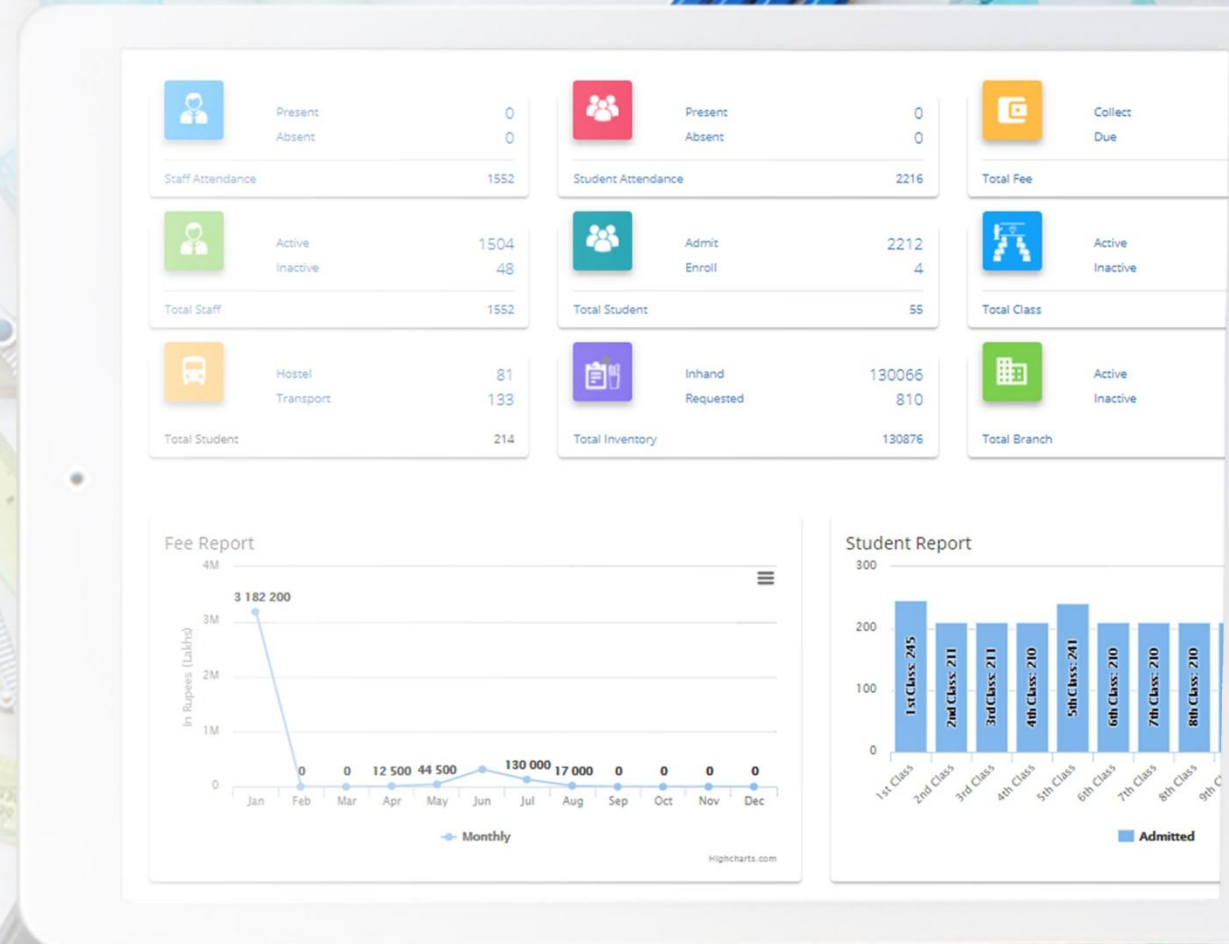 Present 0
Absent 0
Staff Attendance 1552
Present 0
Absent 0
Student Attendance 2216
Collect
Due
Total Fee
Active 1504
Inactive 48
Total Staff 1552
Admit 2212
Enroll 4
Total Student 55
Active
Inactive
Total Class
Hostel 81
Transport 133
Total Student 214
Inhand 130066
Requested 810
Total Inventory 130876
Active
Inactive
Total Branch
Fee Report
4M
3 182 200
3M
In Rupees (Lakhs)
2M
1M
0 0 12 500 44 500 130 000 17 000 0 0 0 0
0
Jan Feb Mar Apr May Jun Jul Aug Sep Oct Nov Dec
Monthly
Highcharts.com
Student Report
300
200
100
0
1st Class: 245
2nd Class: 211
3rd Class: 211
4th Class: 210
5th Class: 241
6th Class: 210
7th Class: 210
8th Class: 210
1st Class 2nd Class 3rd Class 4th Class 5th Class 6th Class 7th Class 8th Class 9th C
Admitted